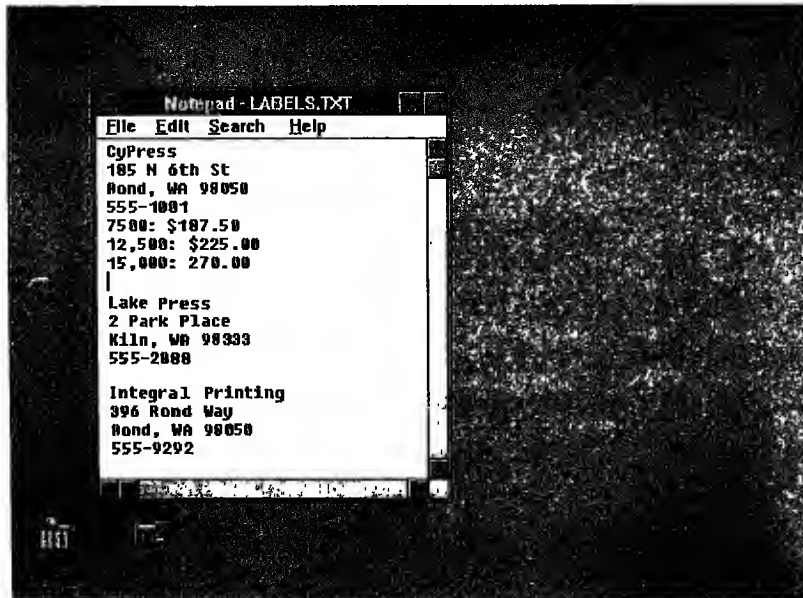 Notepad - LABELS.TXT
File Edit Search Help
CyPress
185 N 6th St
Rond, WA 98050
555-1001
7500: $187.50
12,500: $225.00
15,000: 270.00
Lake Press
2 Park Place
Kiln, WA 98333
555-2000
Integral Printing
396 Rond Way
Rond, WA 98050
555-9292